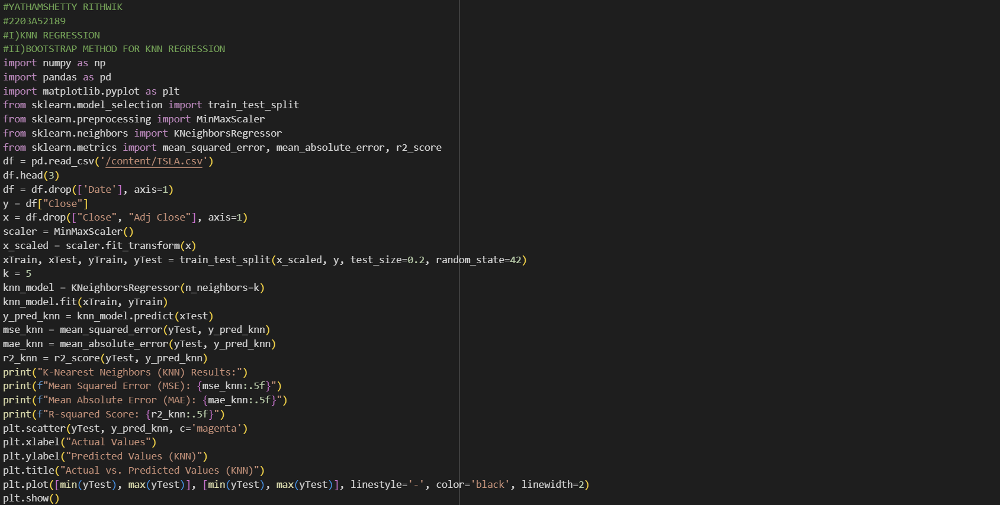 #YATHAMSHETTY RITHWIK
#2203A52189
#I)KNN REGRESSION
#II)BOOTSTRAP METHOD FOR KNN REGRESSION
import numpy as np
import pandas as pd
import matplotlib.pyplot as plt
from sklearn.model_selection import train_test_split
from sklearn.preprocessing import MinMaxScaler
from sklearn.neighbors import KNeighborsRegressor
from sklearn.metrics import mean_squared_error, mean_absolute_error, r2_score
df = pd.read_csv('/content/TSLA.csv')
df.head(3)
df = df.drop(['Date'], axis=1)
y = df["Close"]
x = df.drop(["Close", "Adj Close"], axis=1)
scaler = MinMaxScaler()
x_scaled = scaler.fit_transform(x)
xTrain, xTest, yTrain, yTest = train_test_split(x_scaled, y, test_size=0.2, random_state=42)
k = 5
knn_model = KNeighborsRegressor(n_neighbors=k)
knn_model.fit(xTrain, yTrain)
y_pred_knn = knn_model.predict(xTest)
mse_knn = mean_squared_error(yTest, y_pred_knn)
mae_knn = mean_absolute_error(yTest, y_pred_knn)
r2_knn = r2_score(yTest, y_pred_knn)
print("K-Nearest Neighbors (KNN) Results:")
print(f"Mean Squared Error (MSE): {mse_knn:.5f}")
print(f"Mean Absolute Error (MAE): {mae_knn:.5f}")
print(f"R-squared Score: {r2_knn:.5f}")
plt.scatter(yTest, y_pred_knn, c='magenta')
plt.xlabel("Actual Values")
plt.ylabel("Predicted Values (KNN)")
plt.title("Actual vs. Predicted Values (KNN)")
plt.plot([min(yTest), max(yTest)], [min(yTest), max(yTest)], linestyle='-', color='black', linewidth=2)
plt.show()